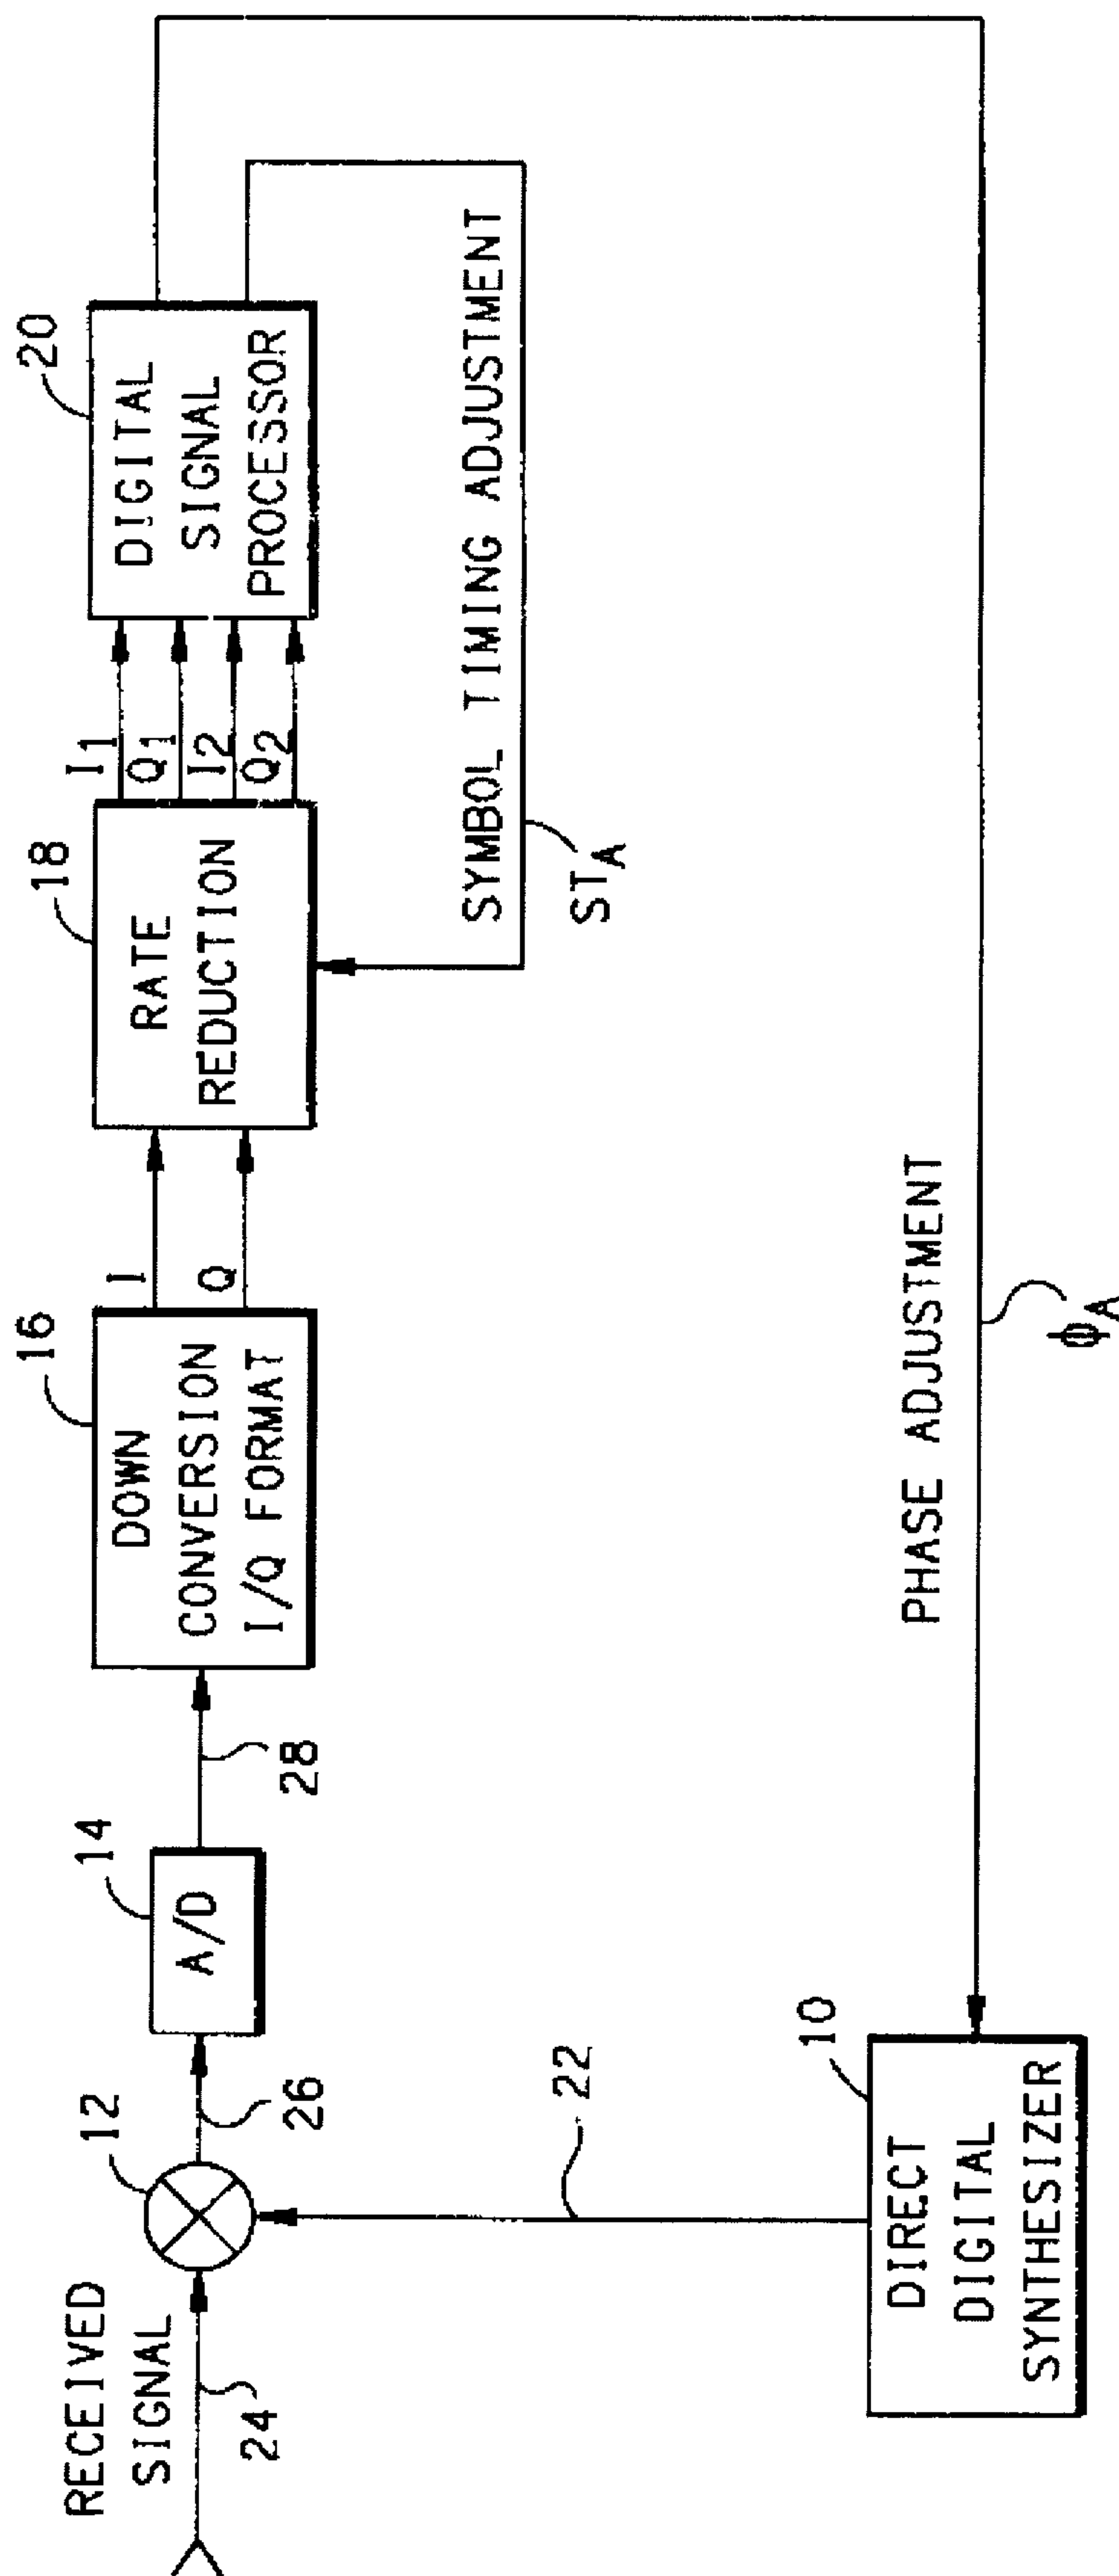 RECEIVED
SIGNAL
24
12
26
14
A/D
28
16
DOWN
CONVERSION
I/Q FORMAT
I
Q
18
RATE
REDUCTION
I1
Q1
I2
Q2
20
DIGITAL
SIGNAL
PROCESSOR
SYMBOL TIMING ADJUSTMENT
STA
22
10
DIRECT
DIGITAL
SYNTHESIZER
PHASE ADJUSTMENT
ΦA